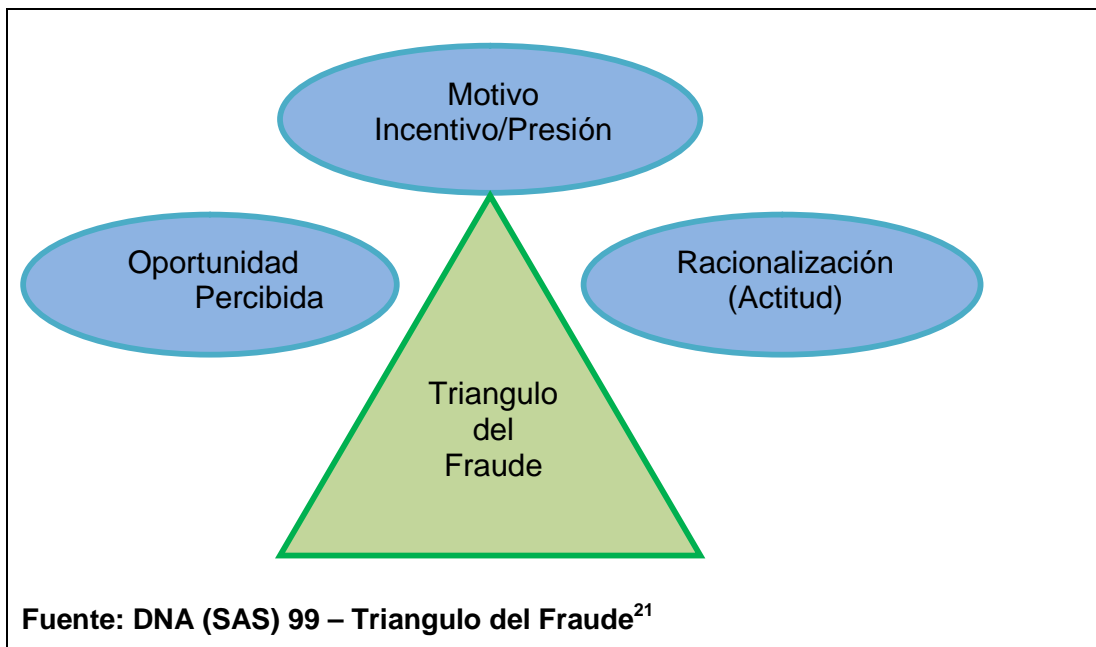 Motivo
Incentivo/Presión
Oportunidad
Percibida
Racionalización
(Actitud)
Triangulo
del
Fraude
Fuente: DNA (SAS) 99 – Triangulo del Fraude21